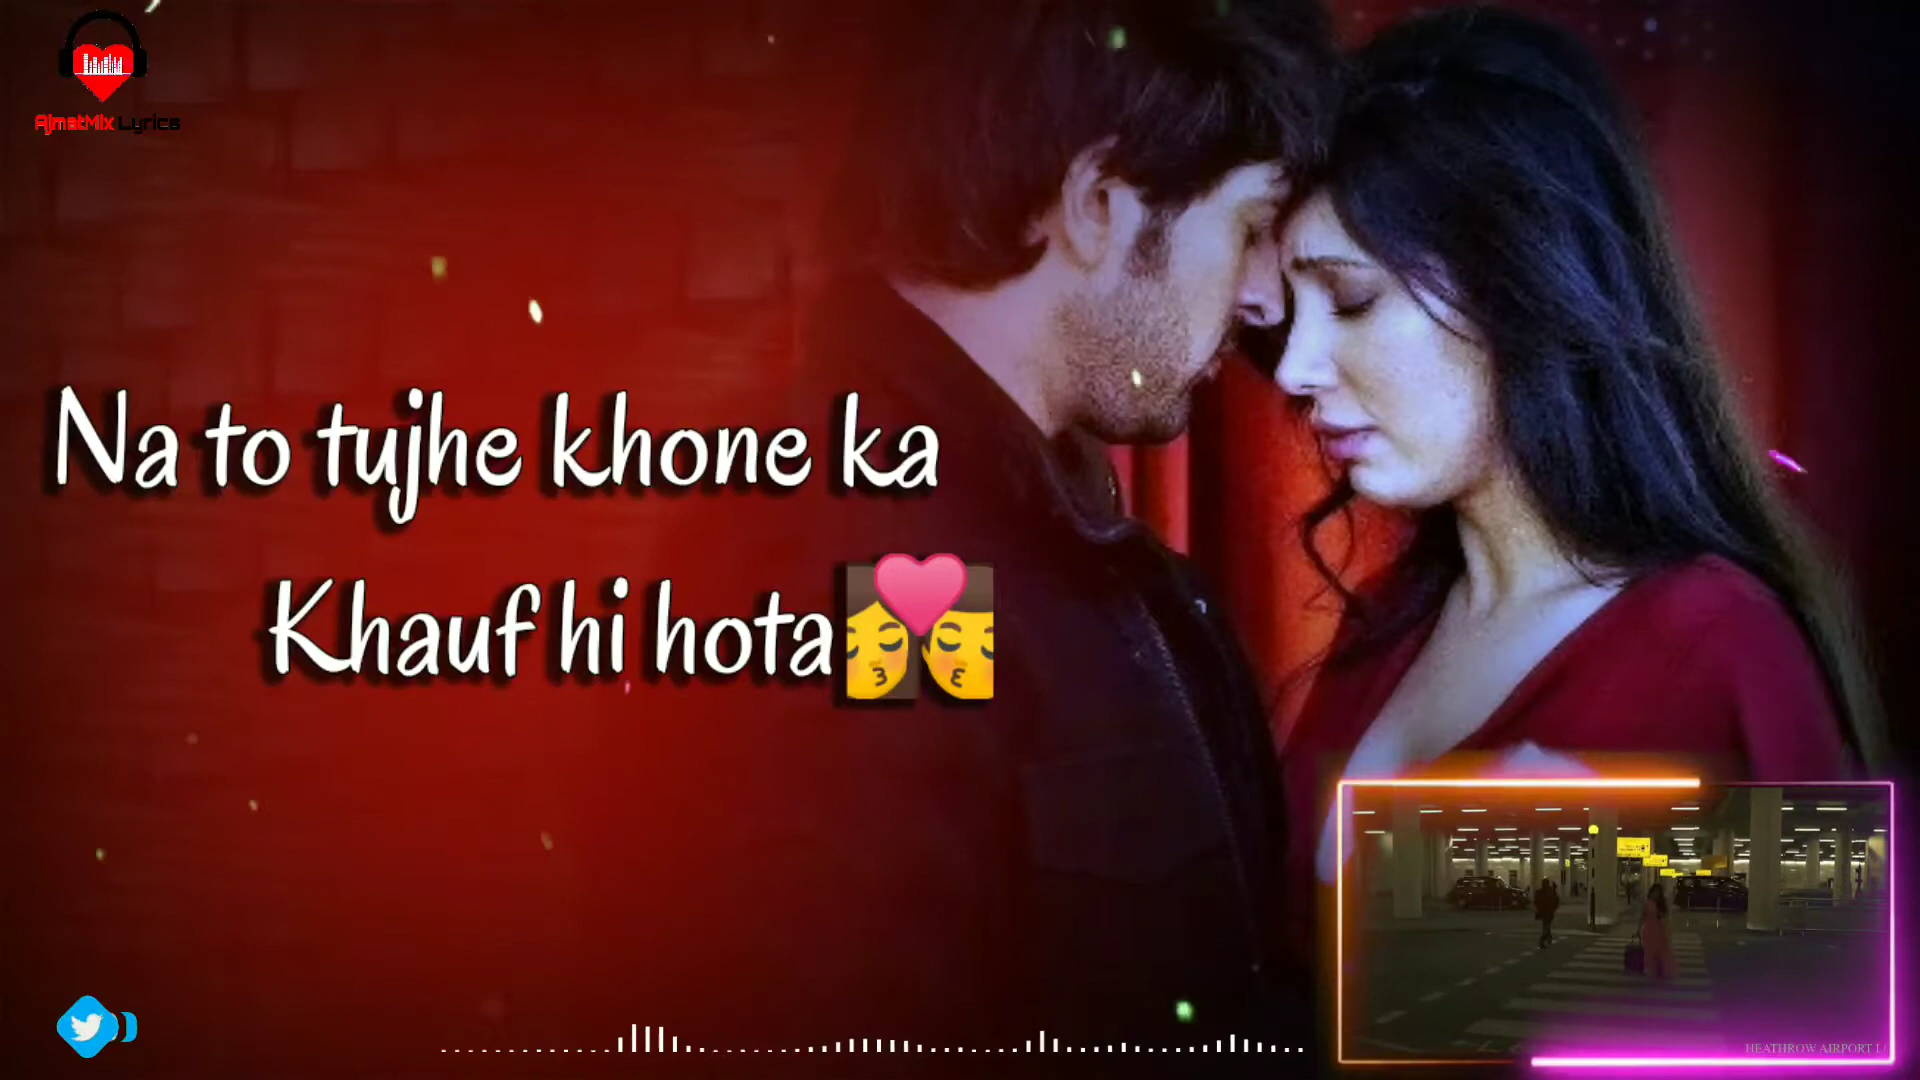 AjmatMix Lyrics
Na to tujhe khone ka
Khauf hi hota
HEATHROW AIRPORT